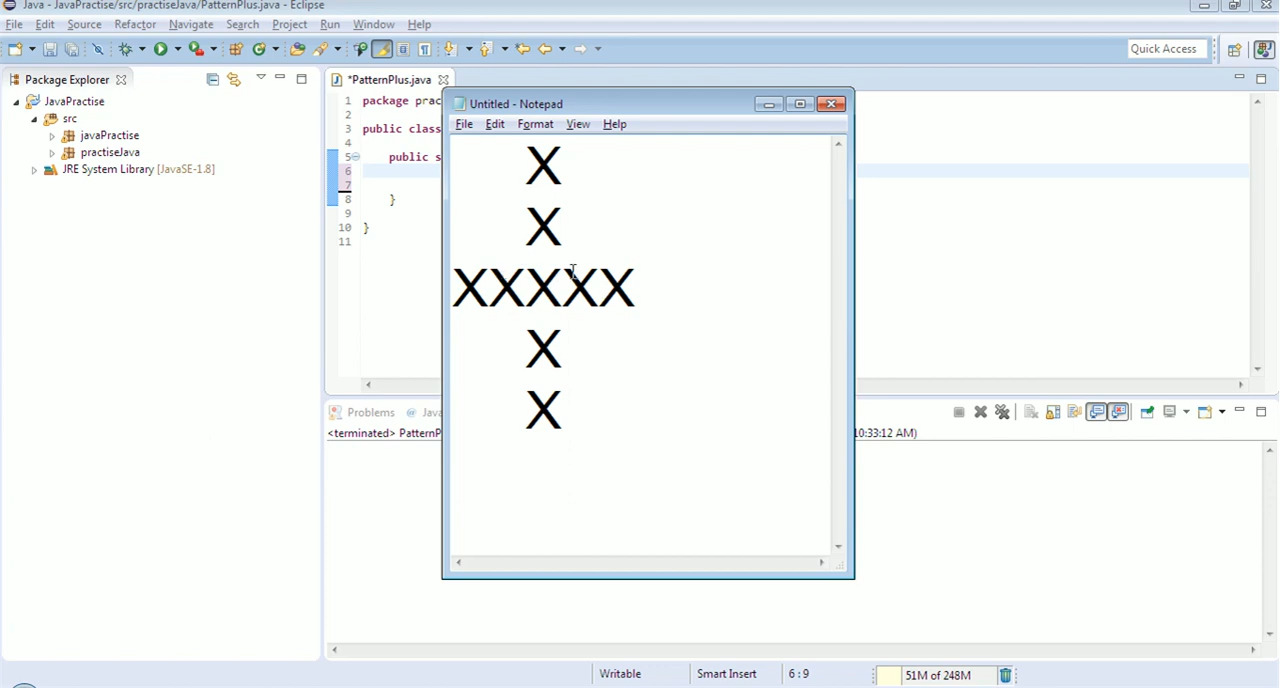 Java - JavaPractise/src/practiseJava/PatternPlus.java - Eclipse
File Edit Source Refactor Navigate Search Project Run Window Help
Quick Access
Package Explorer
JavaPractise
src
javaPractise
practiseJava
JRE System Library [JavaSE-1.8]
*PatternPlus.java
1 package prac
2
3 public class
4
5 public s
6
7
8 }
9
10 }
11
Untitled - Notepad
File Edit Format View Help
X
X
XXXXX
X
X
Problems @ Jav
<terminated> PatternP
10:33:12 AM)
Writable Smart Insert 6 : 9 51M of 248M